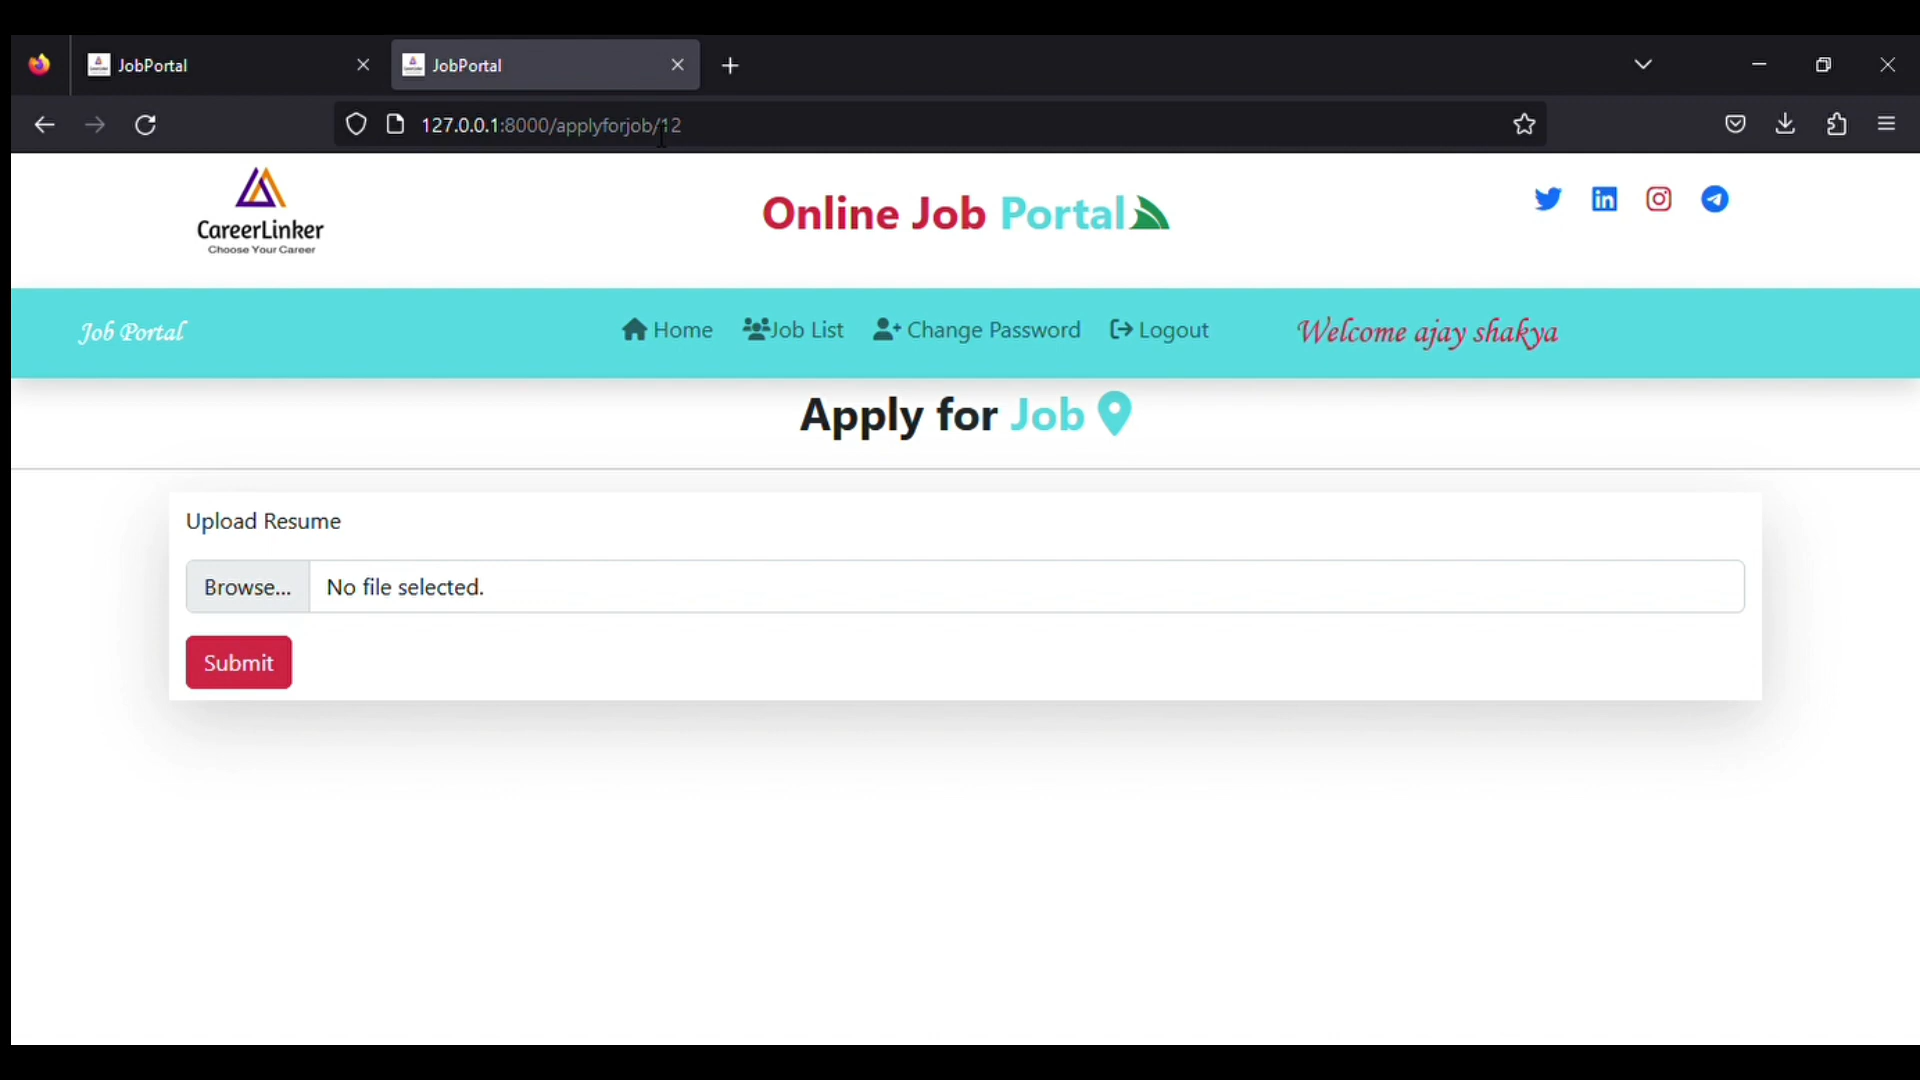 JobPortal
JobPortal
127.0.0.1:8000/applyforjob/12
CareerLinker
Choose Your Career
Online Job Portal
Job Portal
Home
Job List
Change Password
Logout
Welcome ajay shakya
Apply for Job
Upload Resume
Browse... No file selected.
Submit